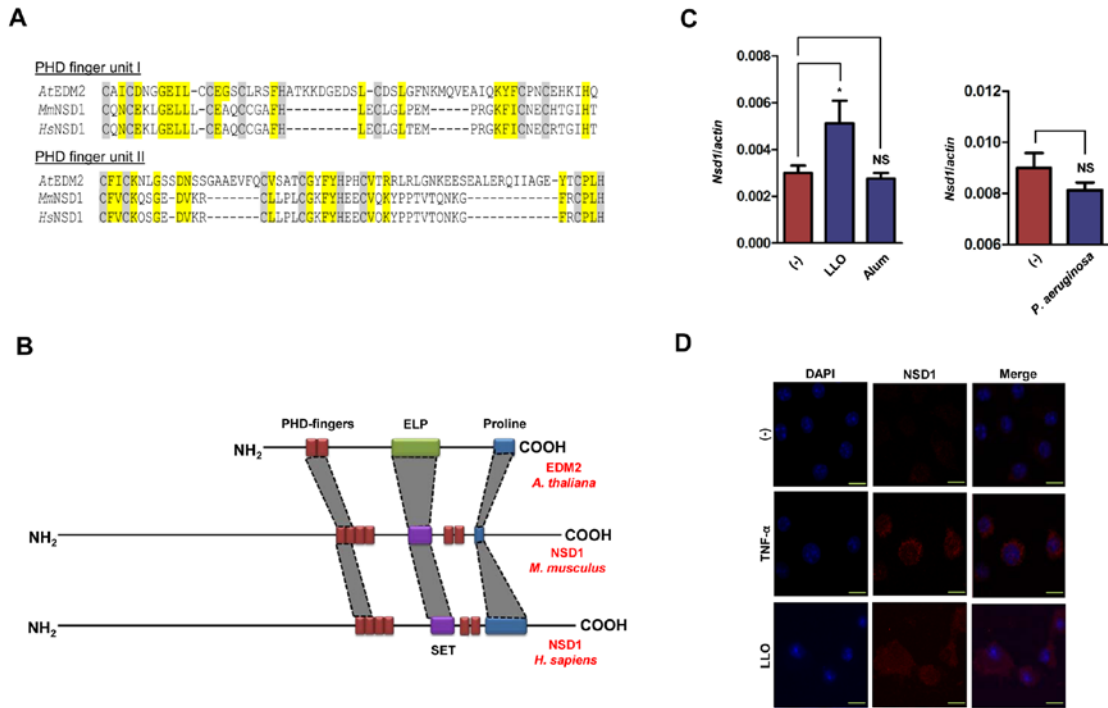 A
PHD finger unit I
AtEDM2 CAICDNGGEILL-CCEGSCLRSFHATKKDGEDSL-CDSLGFNKMQVEAIQKYFCPNCEHKIHQ
MmNSD1 CQNCEKLGELLL-CEAQCCGAFH----------LECLGLPEM-----PRGKFICNECRTGIHT
HsNSD1 CQNCEKLGELLL-CEAQCCGAFH----------LECLGLTEM-----PRGKFICNECRTGIHT
PHD finger unit II
AtEDM2 CFICKNLGSSDNSSGAAEVFQCVSATCGYFYHPHCVTRRLRLGNKEESEALERQIIAGE-YTCPLH
MmNSD1 CFVCKQSGE-DVKR-------CLLPLCGKFYHEECVQKYPPTVTQNKG------------FRCPLH
HsNSD1 CFVCKQSGE-DVKR-------CLLPLCGKFYHEECVQKYPPTVTQNKG------------FRCPLH
B
PHD-fingers ELP Proline
NH2 COOH
EDM2
A. thaliana
NH2 COOH
NSD1
M. musculus
NH2 COOH
SET
NSD1
H. sapiens
C
Nsd1/actin
0.008
0.006
0.004
0.002
0.000
*
NS
(-) LLO Alum
Nsd1/actin
0.012
0.010
0.008
0.006
NS
(-) P. aeruginosa
D
DAPI NSD1 Merge
(-)
TNF-α
LLO